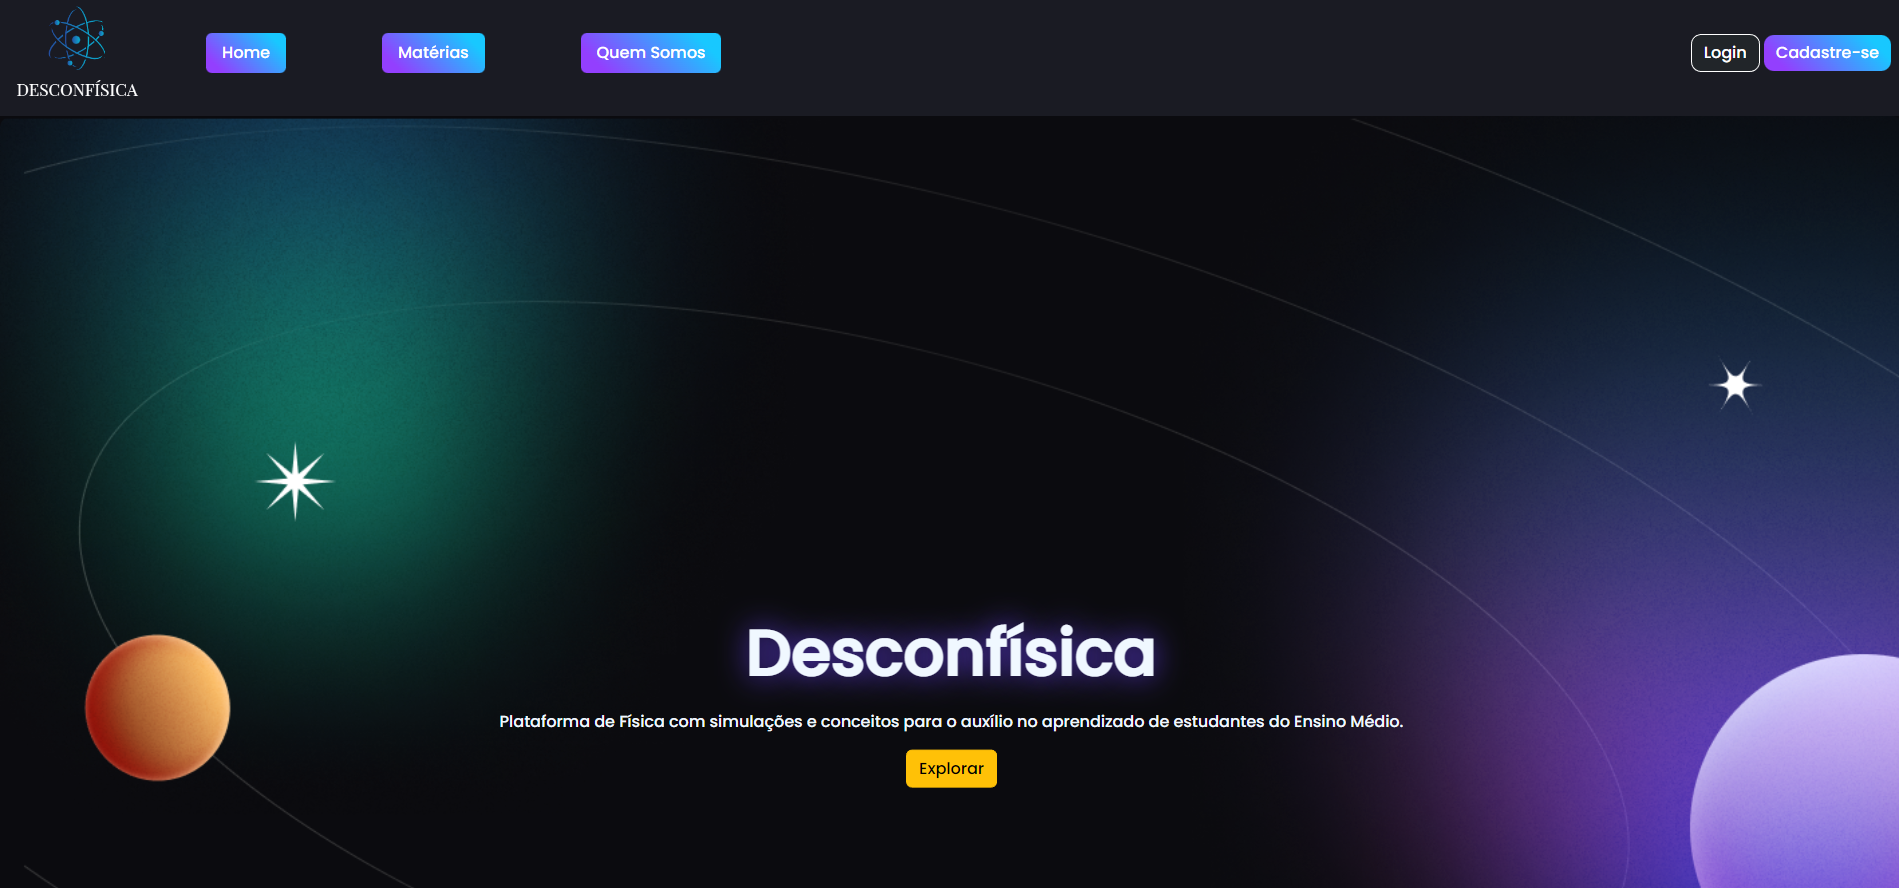 DESCONFÍSICA
Home
Matérias
Quem Somos
Login
Cadastre-se
Desconfísica
Plataforma de Física com simulações e conceitos para o auxílio no aprendizado de estudantes do Ensino Médio.
Explorar